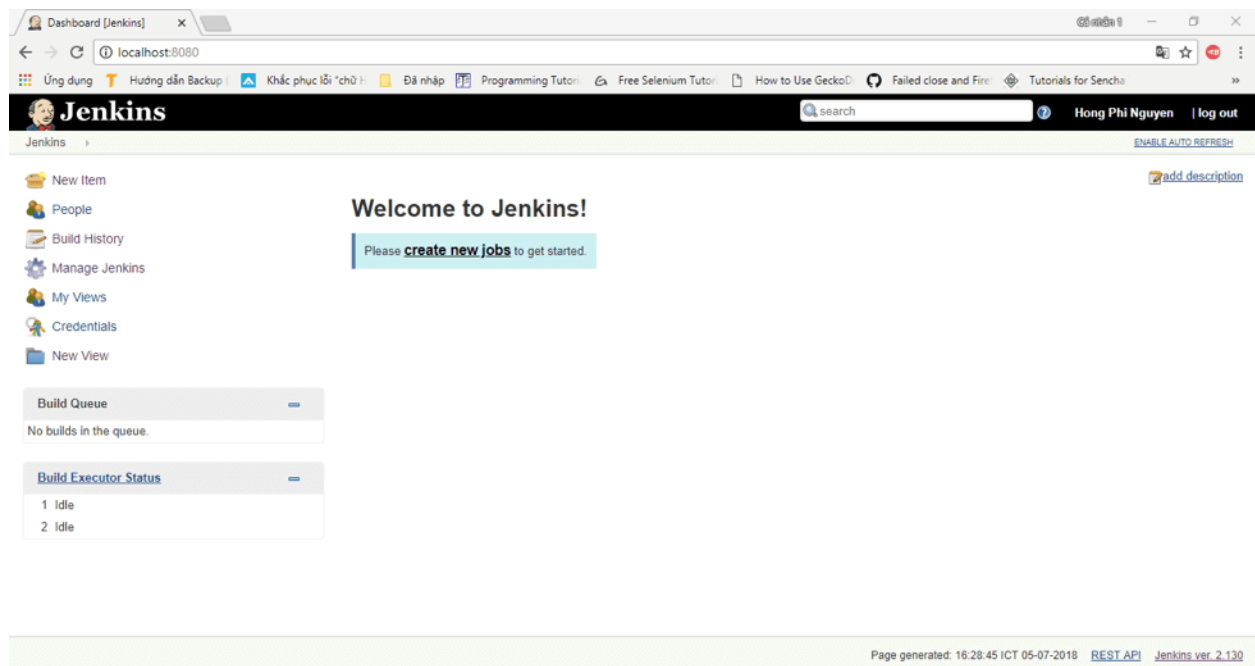 Dashboard [Jenkins]
Cá nhân 1
localhost:8080
Ứng dụng Hướng dẫn Backup ( Khắc phục lỗi "chữ H Đã nhập Programming Tutori Free Selenium Tutori How to Use GeckoD Failed close and Fire Tutorials for Sencha
Jenkins
search
Hong Phi Nguyen | log out
Jenkins
ENABLE AUTO REFRESH
New Item
add description
People
Build History
Manage Jenkins
My Views
Credentials
New View
Welcome to Jenkins!
Please create new jobs to get started.
Build Queue
No builds in the queue.
Build Executor Status
1 Idle
2 Idle
Page generated: 16:28:45 ICT 05-07-2018 REST API Jenkins ver. 2.130